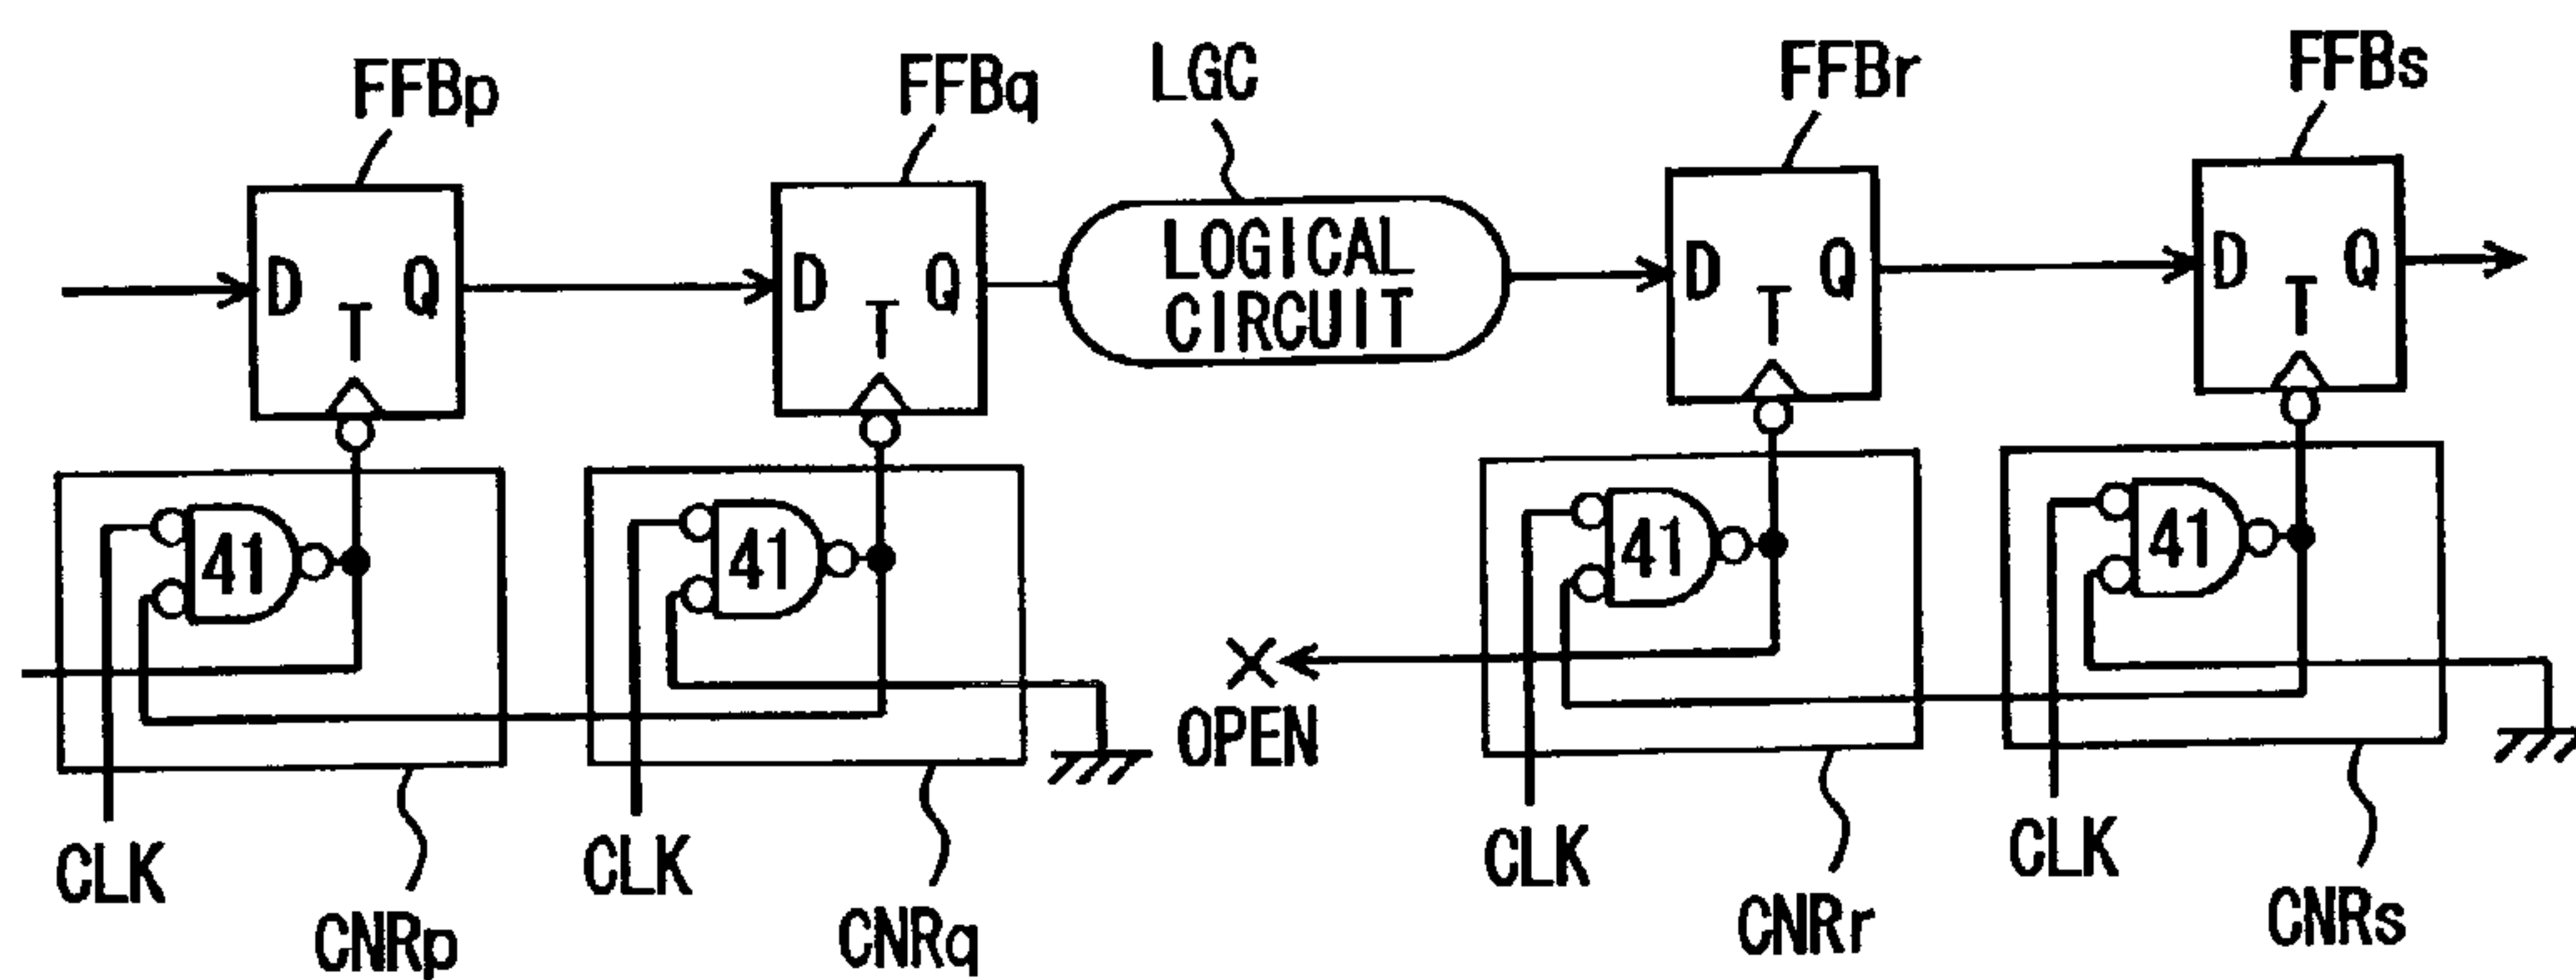 FFBp
FFBq
LGC
FFBr
FFBs
D T Q
D T Q
LOGICAL
CIRCUIT
D T Q
D T Q
41
41
41
41
OPEN
CLK
CLK
CLK
CLK
CNRp
CNRq
CNRr
CNRs